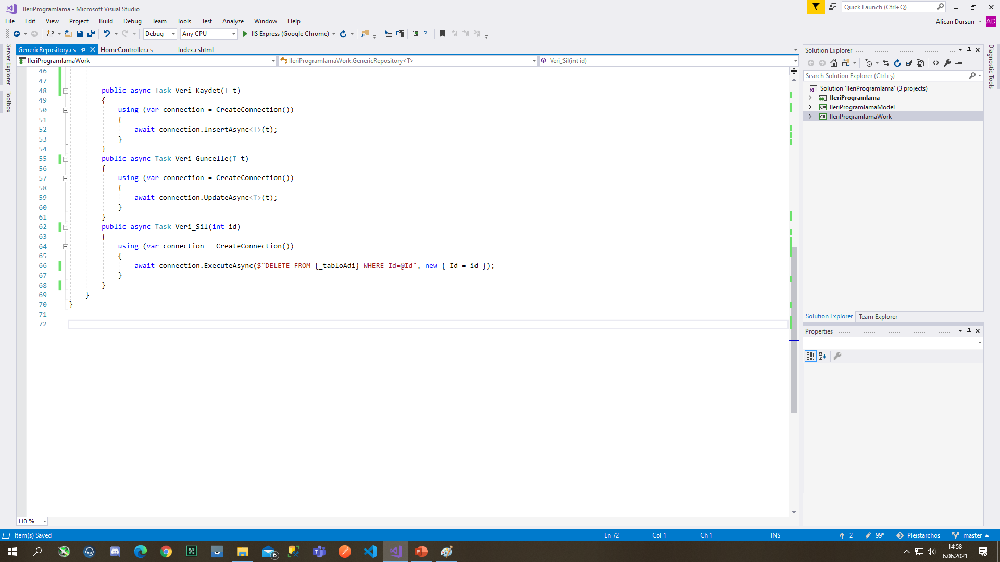 IleriProgramlama - Microsoft Visual Studio
Quick Launch (Ctrl+Q)
File Edit View Project Build Debug Team Tools Test Analyze Window Help
Alican Dursun AD
Debug Any CPU IIS Express (Google Chrome)
Server Explorer
Toolbox
GenericRepository.cs HomeController.cs Index.cshtml
IleriProgramlamaWork IleriProgramlamaWork.GenericRepository<T> Veri_Sil(int id)
46
47
48 public async Task Veri_Kaydet(T t)
49 {
50 using (var connection = CreateConnection())
51 {
52 await connection.InsertAsync<T>(t);
53 }
54 }
55 public async Task Veri_Guncelle(T t)
56 {
57 using (var connection = CreateConnection())
58 {
59 await connection.UpdateAsync<T>(t);
60 }
61 }
62 public async Task Veri_Sil(int id)
63 {
64 using (var connection = CreateConnection())
65 {
66 await connection.ExecuteAsync($"DELETE FROM {_tabloAdi} WHERE Id=@Id", new { Id = id });
67 }
68 }
69 }
70 }
71
72
110 %
Solution Explorer
Search Solution Explorer (Ctrl+ş)
Solution 'IleriProgramlama' (3 projects)
IleriProgramlama
C# IleriProgramlamaModel
C# IleriProgramlamaWork
Solution Explorer Team Explorer
Properties
Diagnostic Tools
Item(s) Saved Ln 72 Col 1 Ch 1 INS 2 99* Pleistarchos master
6
14:58
6.06.2021